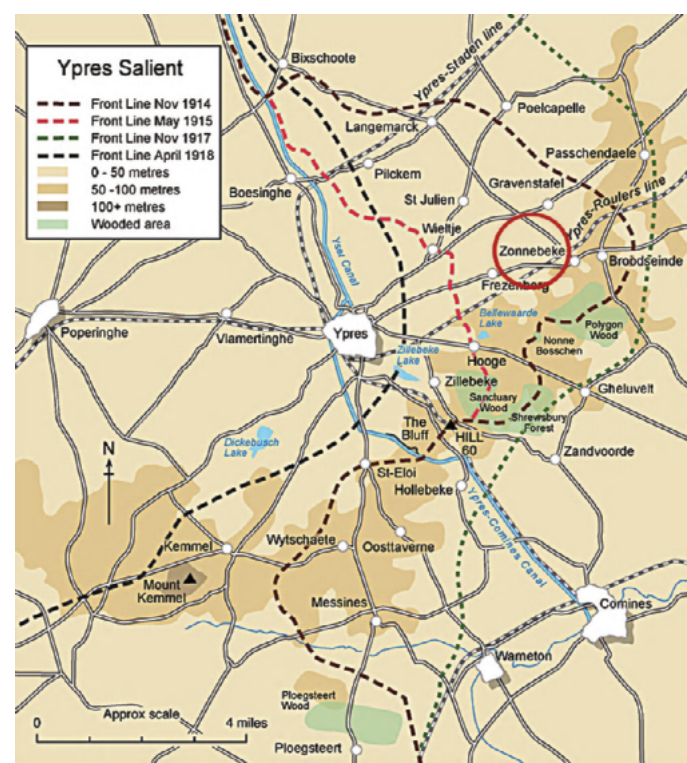 Ypres Salient
Front Line Nov 1914
Front Line May 1915
Front Line Nov 1917
Front Line April 1918
0 - 50 metres
50 -100 metres
100+ metres
Wooded area
Bixschoote
Ypres-Staden line
Poelcapelle
Langemarck
Passchendaele
Pilckem
Boesinghe
Gravenstafel
St Julien
Ypres-Roulers line
Wieltje
Zonnebeke
Brobdseinde
Frezenberg
Yser Canal
Bellewaarde
Lake
Polygon
Wood
Poperinghe
Vlamertinghe
Ypres
Nonne
Bosschen
Hooge
Zillebeke
Lake
Zillebeke
Gheluvelt
Sanctuary
Wood
Shrewsbury
Forest
The
Bluff
HILL
60
Dickebusch
Lake
N
Zandvoorde
St-Eloi
Hollebeke
Ypres-Comines Canal
Kemmel
Wytschaete
Oosttaverne
Mount
Kemmel
Messines
Comines
Warneton
Ploegsteert
Wood
0
Approx scale
4 miles
Ploegsteert